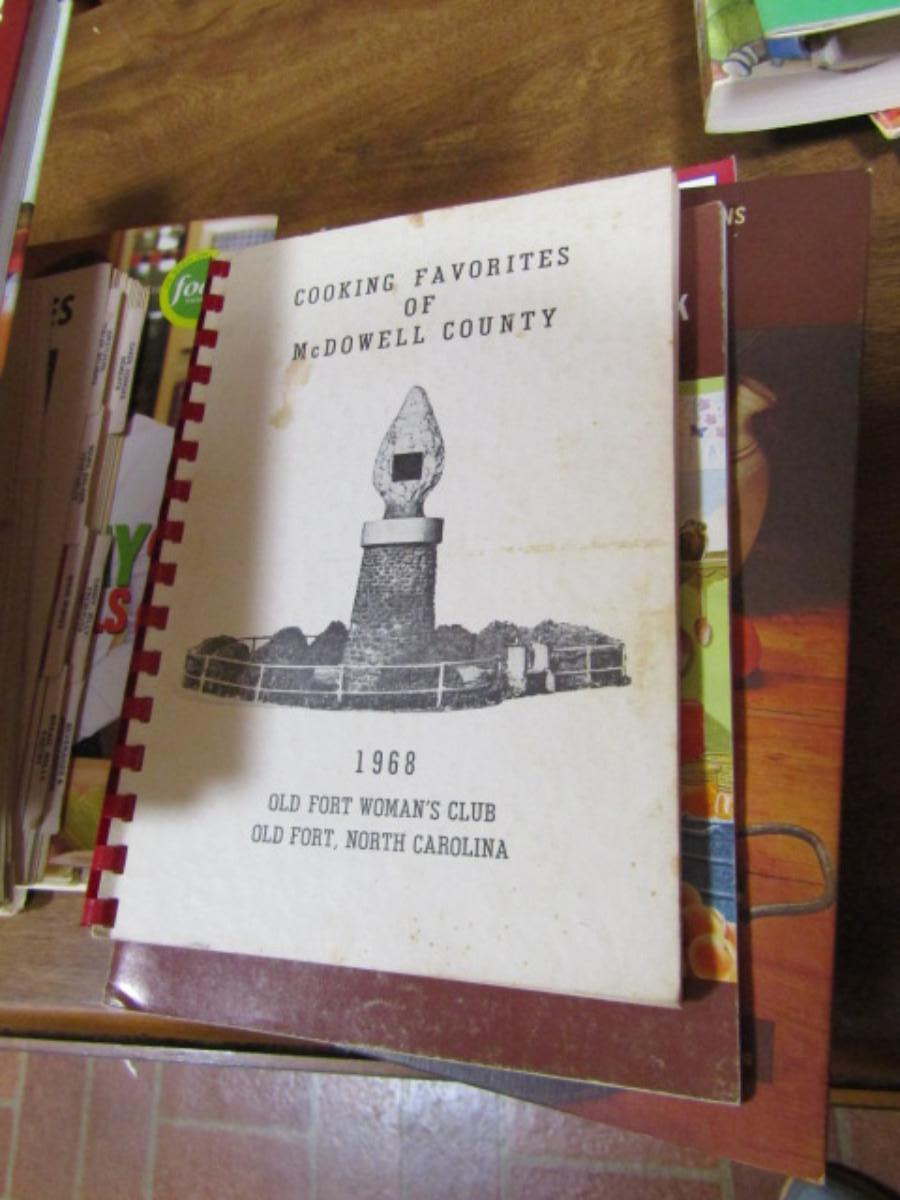 COOKING FAVORITES
OF
McDOWELL COUNTY
1968
OLD FORT WOMAN'S CLUB
OLD FORT, NORTH CAROLINA